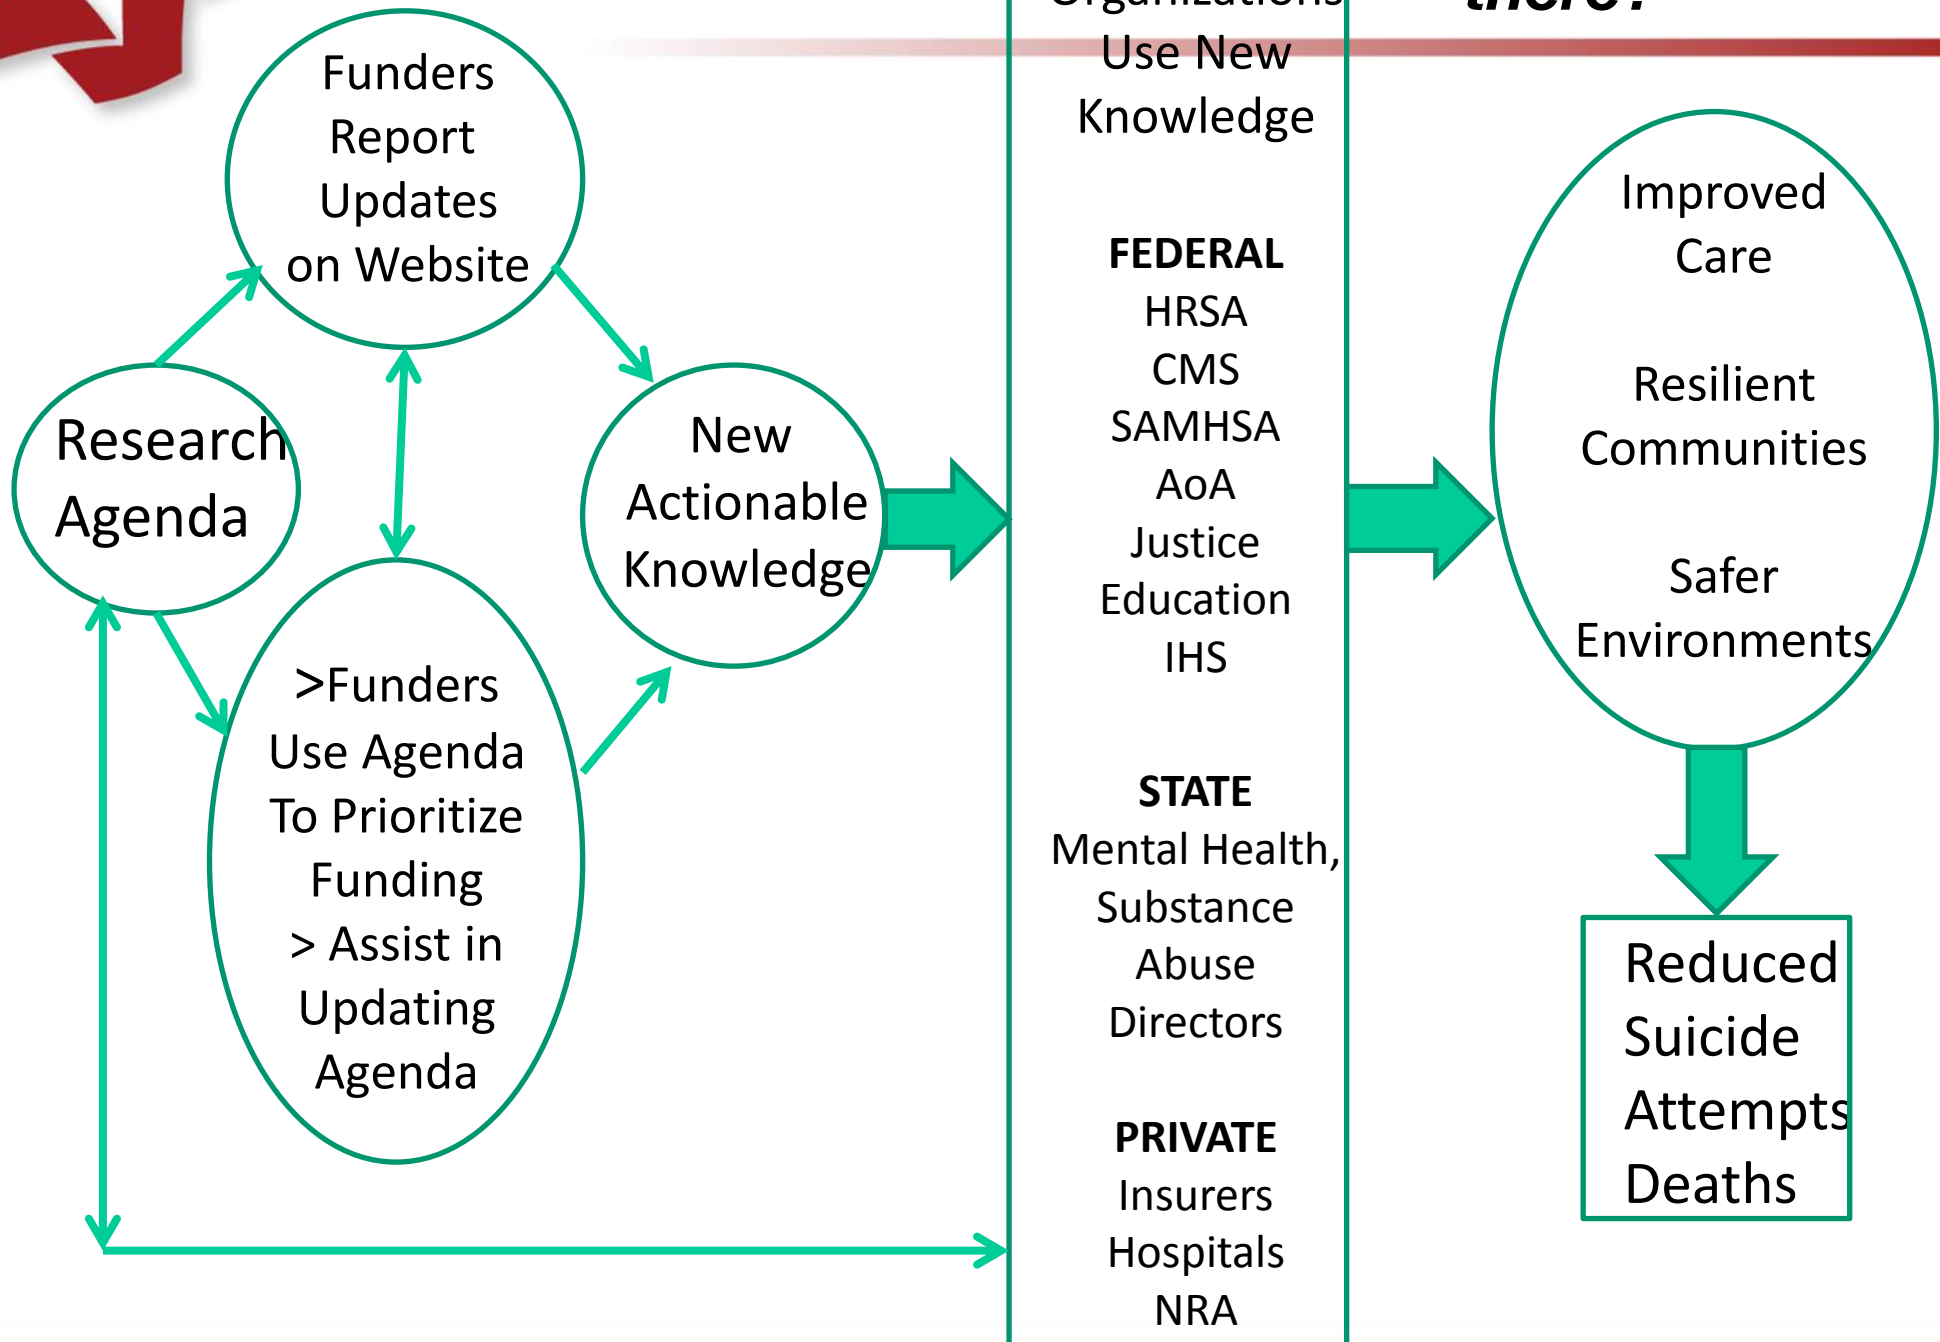 there?
Funders
Report
Updates
on Website
Research
Agenda
>Funders
Use Agenda
To Prioritize
Funding
> Assist in
Updating
Agenda
New
Actionable
Knowledge
Organizations
Use New
Knowledge
FEDERAL
HRSA
CMS
SAMHSA
AoA
Justice
Education
IHS
STATE
Mental Health,
Substance
Abuse
Directors
PRIVATE
Insurers
Hospitals
NRA
Improved
Care
Resilient
Communities
Safer
Environments
Reduced
Suicide
Attempts
Deaths